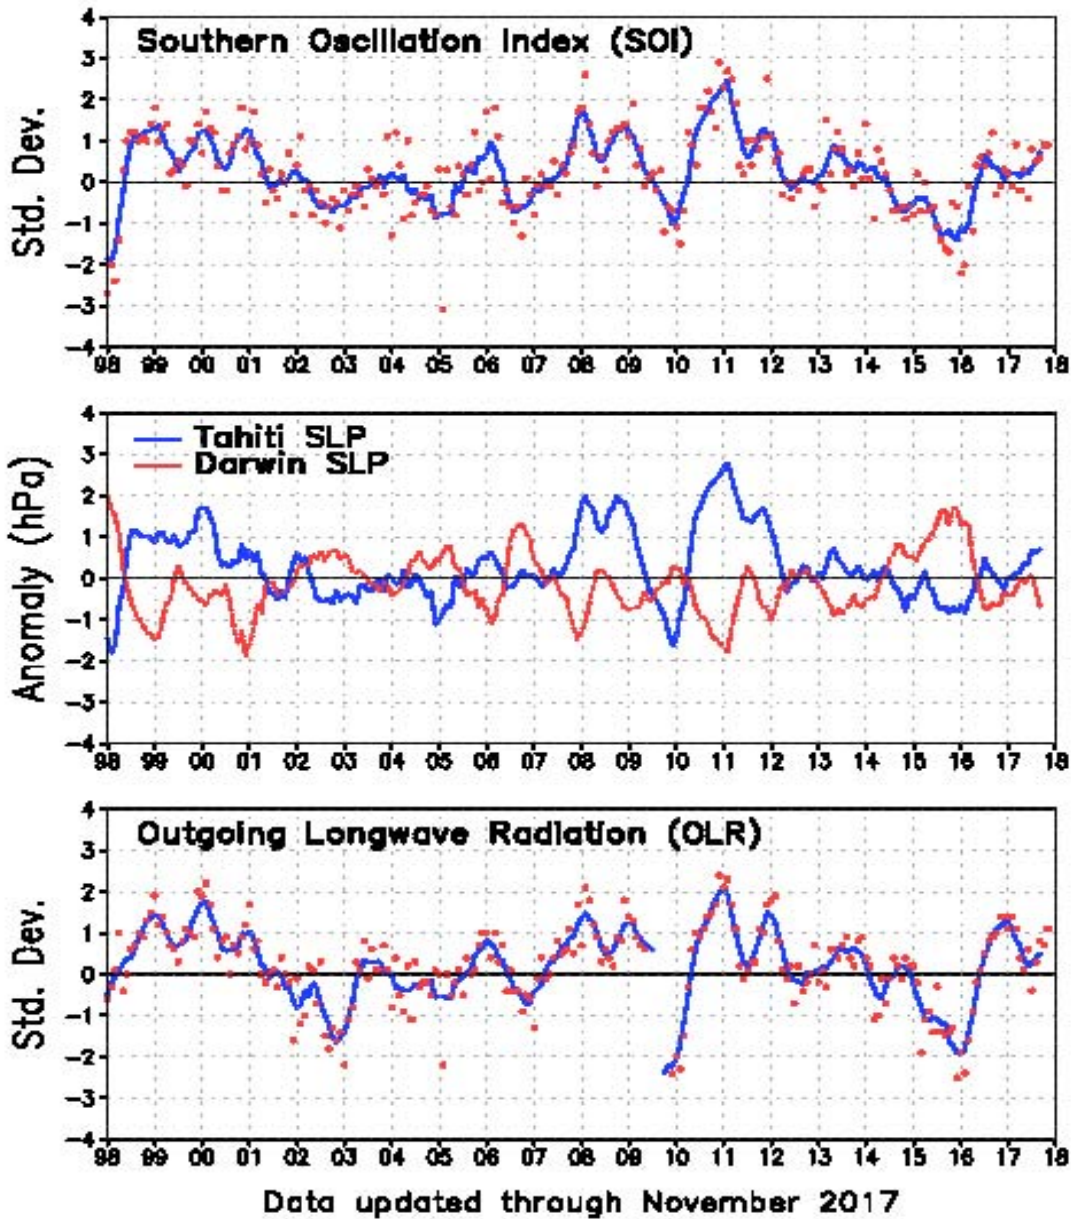 Southern Oscillation Index (SOI)
Std. Dev.
4
3
2
1
0
-1
-2
-3
-4
98 99 00 01 02 03 04 05 06 07 08 09 10 11 12 13 14 15 16 17 18
Tahiti SLP
Darwin SLP
Anomaly (hPa)
4
3
2
1
0
-1
-2
-3
-4
98 99 00 01 02 03 04 05 06 07 08 09 10 11 12 13 14 15 16 17 18
Outgoing Longwave Radiation (OLR)
Std. Dev.
4
3
2
1
0
-1
-2
-3
-4
98 99 00 01 02 03 04 05 06 07 08 09 10 11 12 13 14 15 16 17 18
Data updated through November 2017